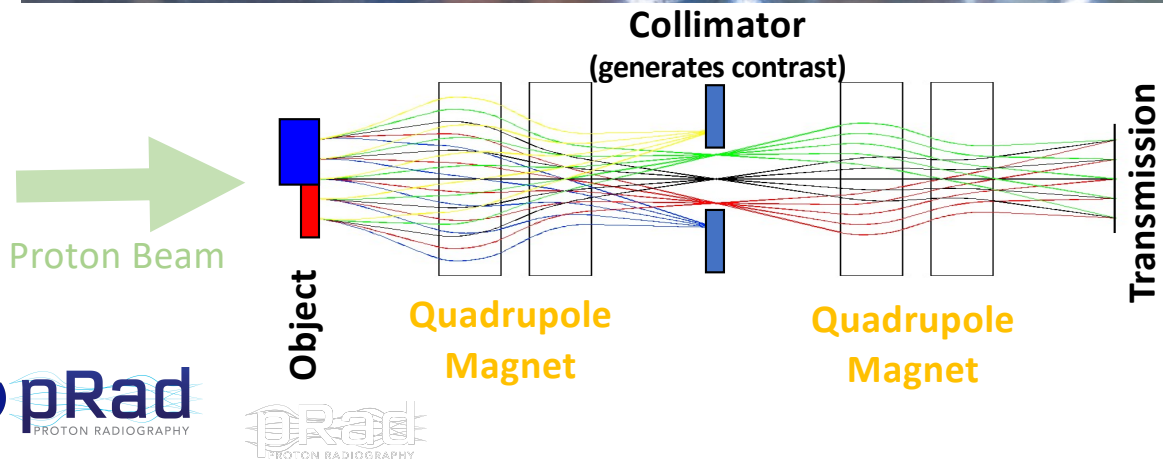 Collimator
(generates contrast)
Proton Beam
Object
Quadrupole
Magnet
Quadrupole
Magnet
Transmission
pRad
PROTON RADIOGRAPHY
pRad
PROTON RADIOGRAPHY